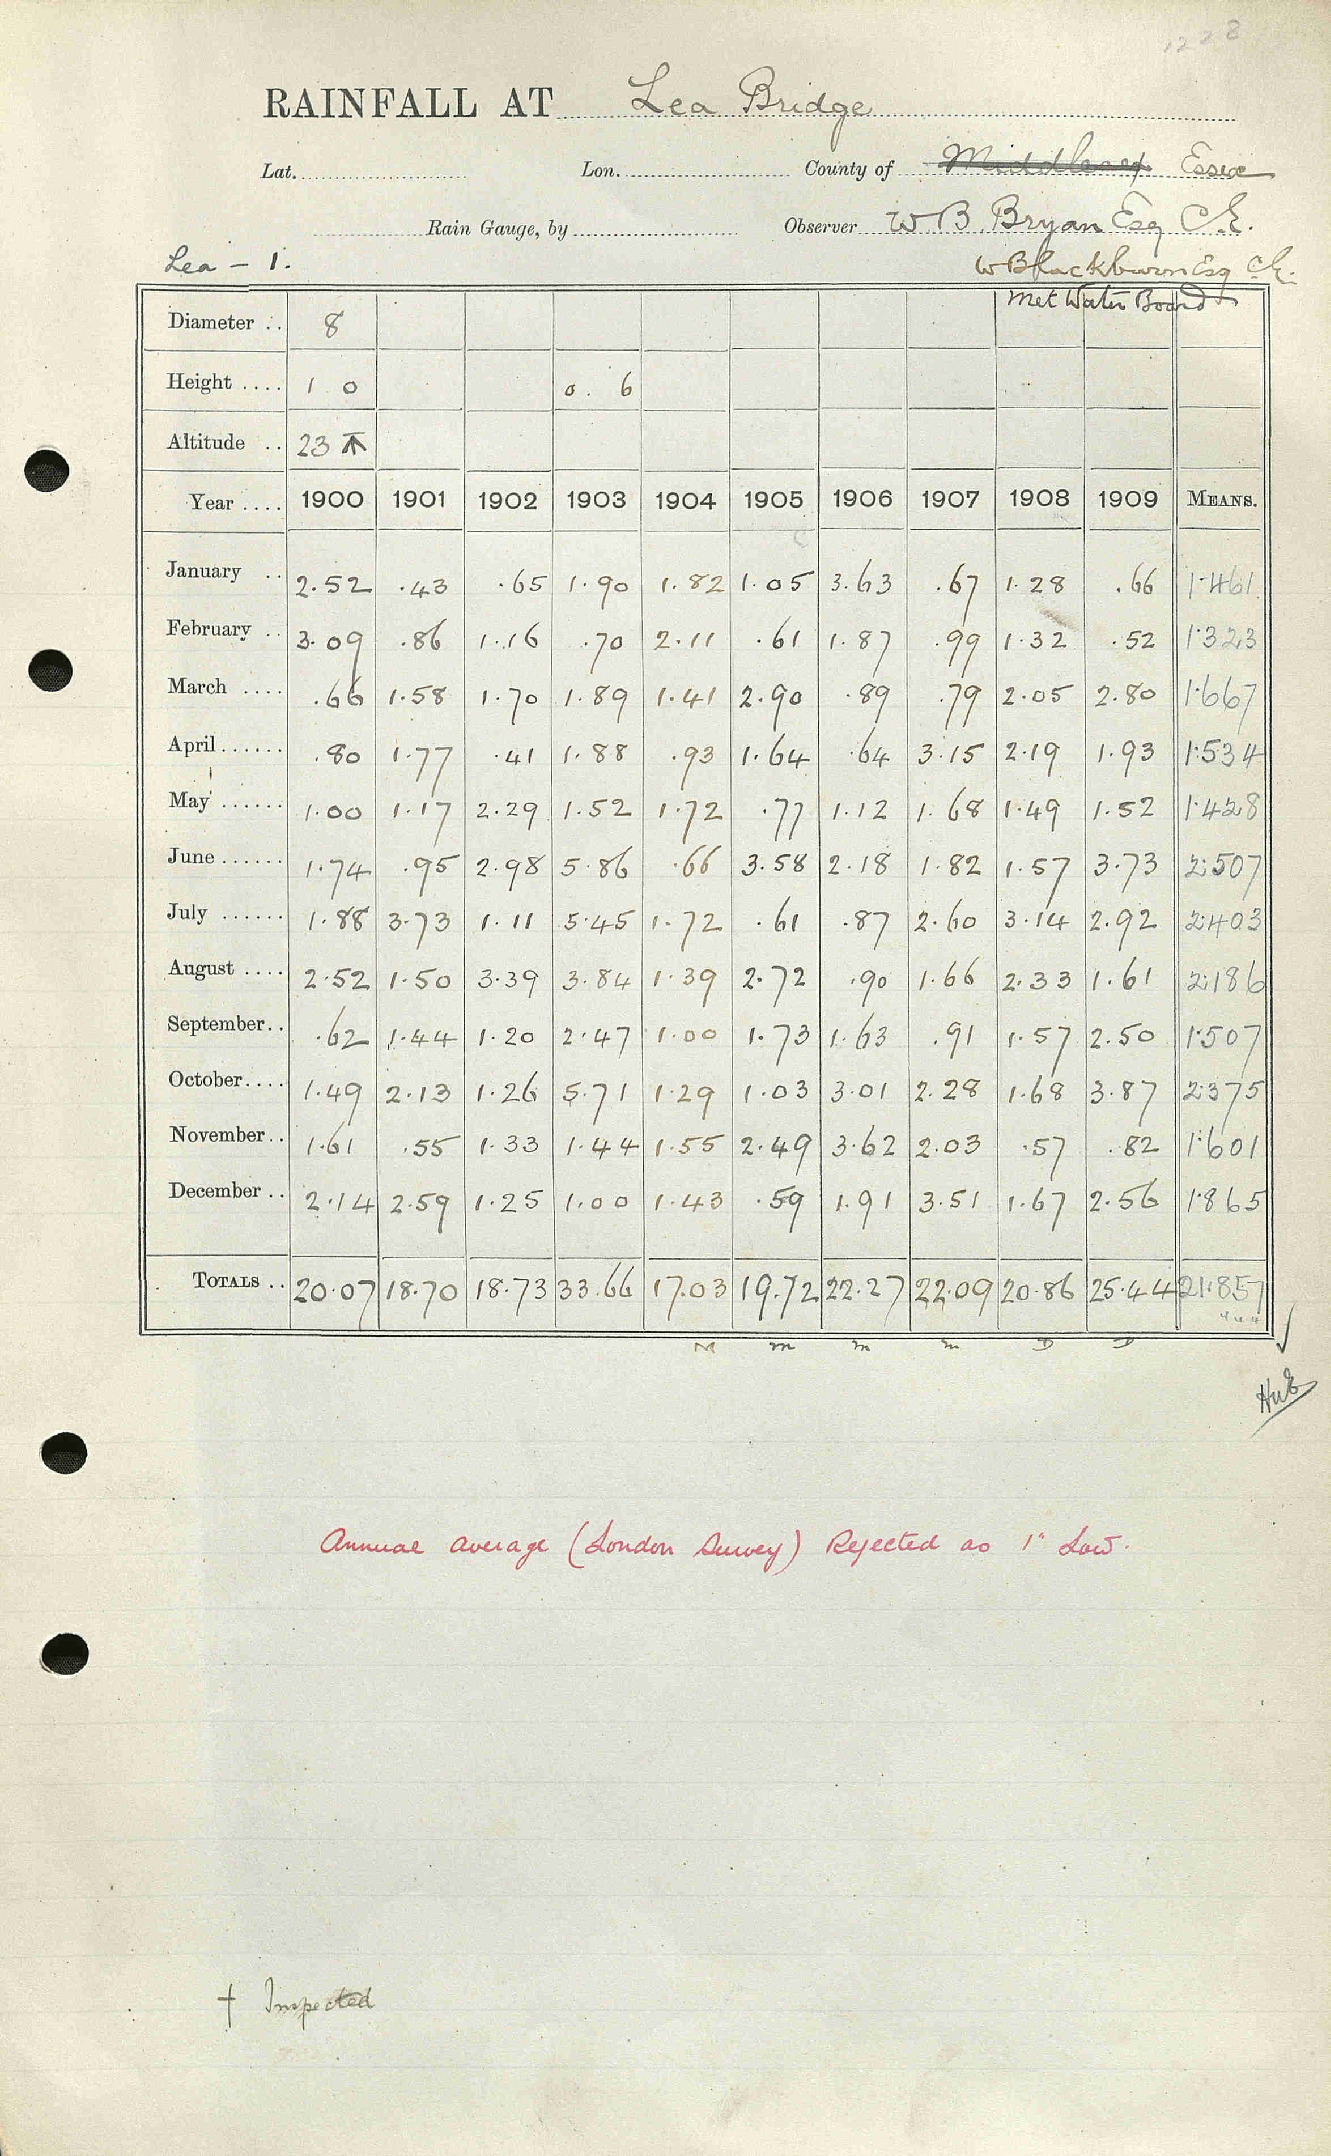 1228
RAINFALL AT Lea Bridge
Lat. Lon. County of Middlesex Essex
Rain Gauge, by Observer W B. Bryan Esq C.E.
Lea - 1. W Blackburn Esq C.E.
Met Water Board
Diameter .. 8
Height .... 1 0 0. 6
Altitude .. 23
Year .... 1900 1901 1902 1903 1904 1905 1906 1907 1908 1909 MEANS.
January .. 2.52 .43 .65 1.90 1.82 1.05 3.63 .67 1.28 .66 1.461
February .. 3.09 .86 1.16 .70 2.11 .61 1.87 .99 1.32 .52 1.323
March .... .66 1.58 1.70 1.89 1.41 2.90 .89 .79 2.05 2.80 1.667
April ...... .80 1.77 .41 1.88 .93 1.64 .64 3.15 2.19 1.93 1.534
May ...... 1.00 1.17 2.29 1.52 1.72 .77 1.12 1.68 1.49 1.52 1.428
June ...... 1.74 .95 2.98 5.86 .66 3.58 2.18 1.82 1.57 3.73 2.507
July ...... 1.88 3.73 1.11 5.45 1.72 .61 .87 2.60 3.14 2.92 2.403
August .... 2.52 1.50 3.39 3.84 1.39 2.72 .90 1.66 2.33 1.61 2.186
September.. .62 1.44 1.20 2.47 1.00 1.73 1.63 .91 1.57 2.50 1.507
October.... 1.49 2.13 1.26 5.71 1.29 1.03 3.01 2.28 1.68 3.87 2.375
November.. 1.61 .55 1.33 1.44 1.55 2.49 3.62 2.03 .57 .82 1.601
December .. 2.14 2.59 1.25 1.00 1.43 .59 1.91 3.51 1.67 2.56 1.865
TOTALS .. 20.07 18.70 18.73 33.66 17.03 19.72 22.27 22.09 20.86 25.44 21.857
M m m m D D
Annual average (London Survey) Rejected as 1" Low.
† Inspected